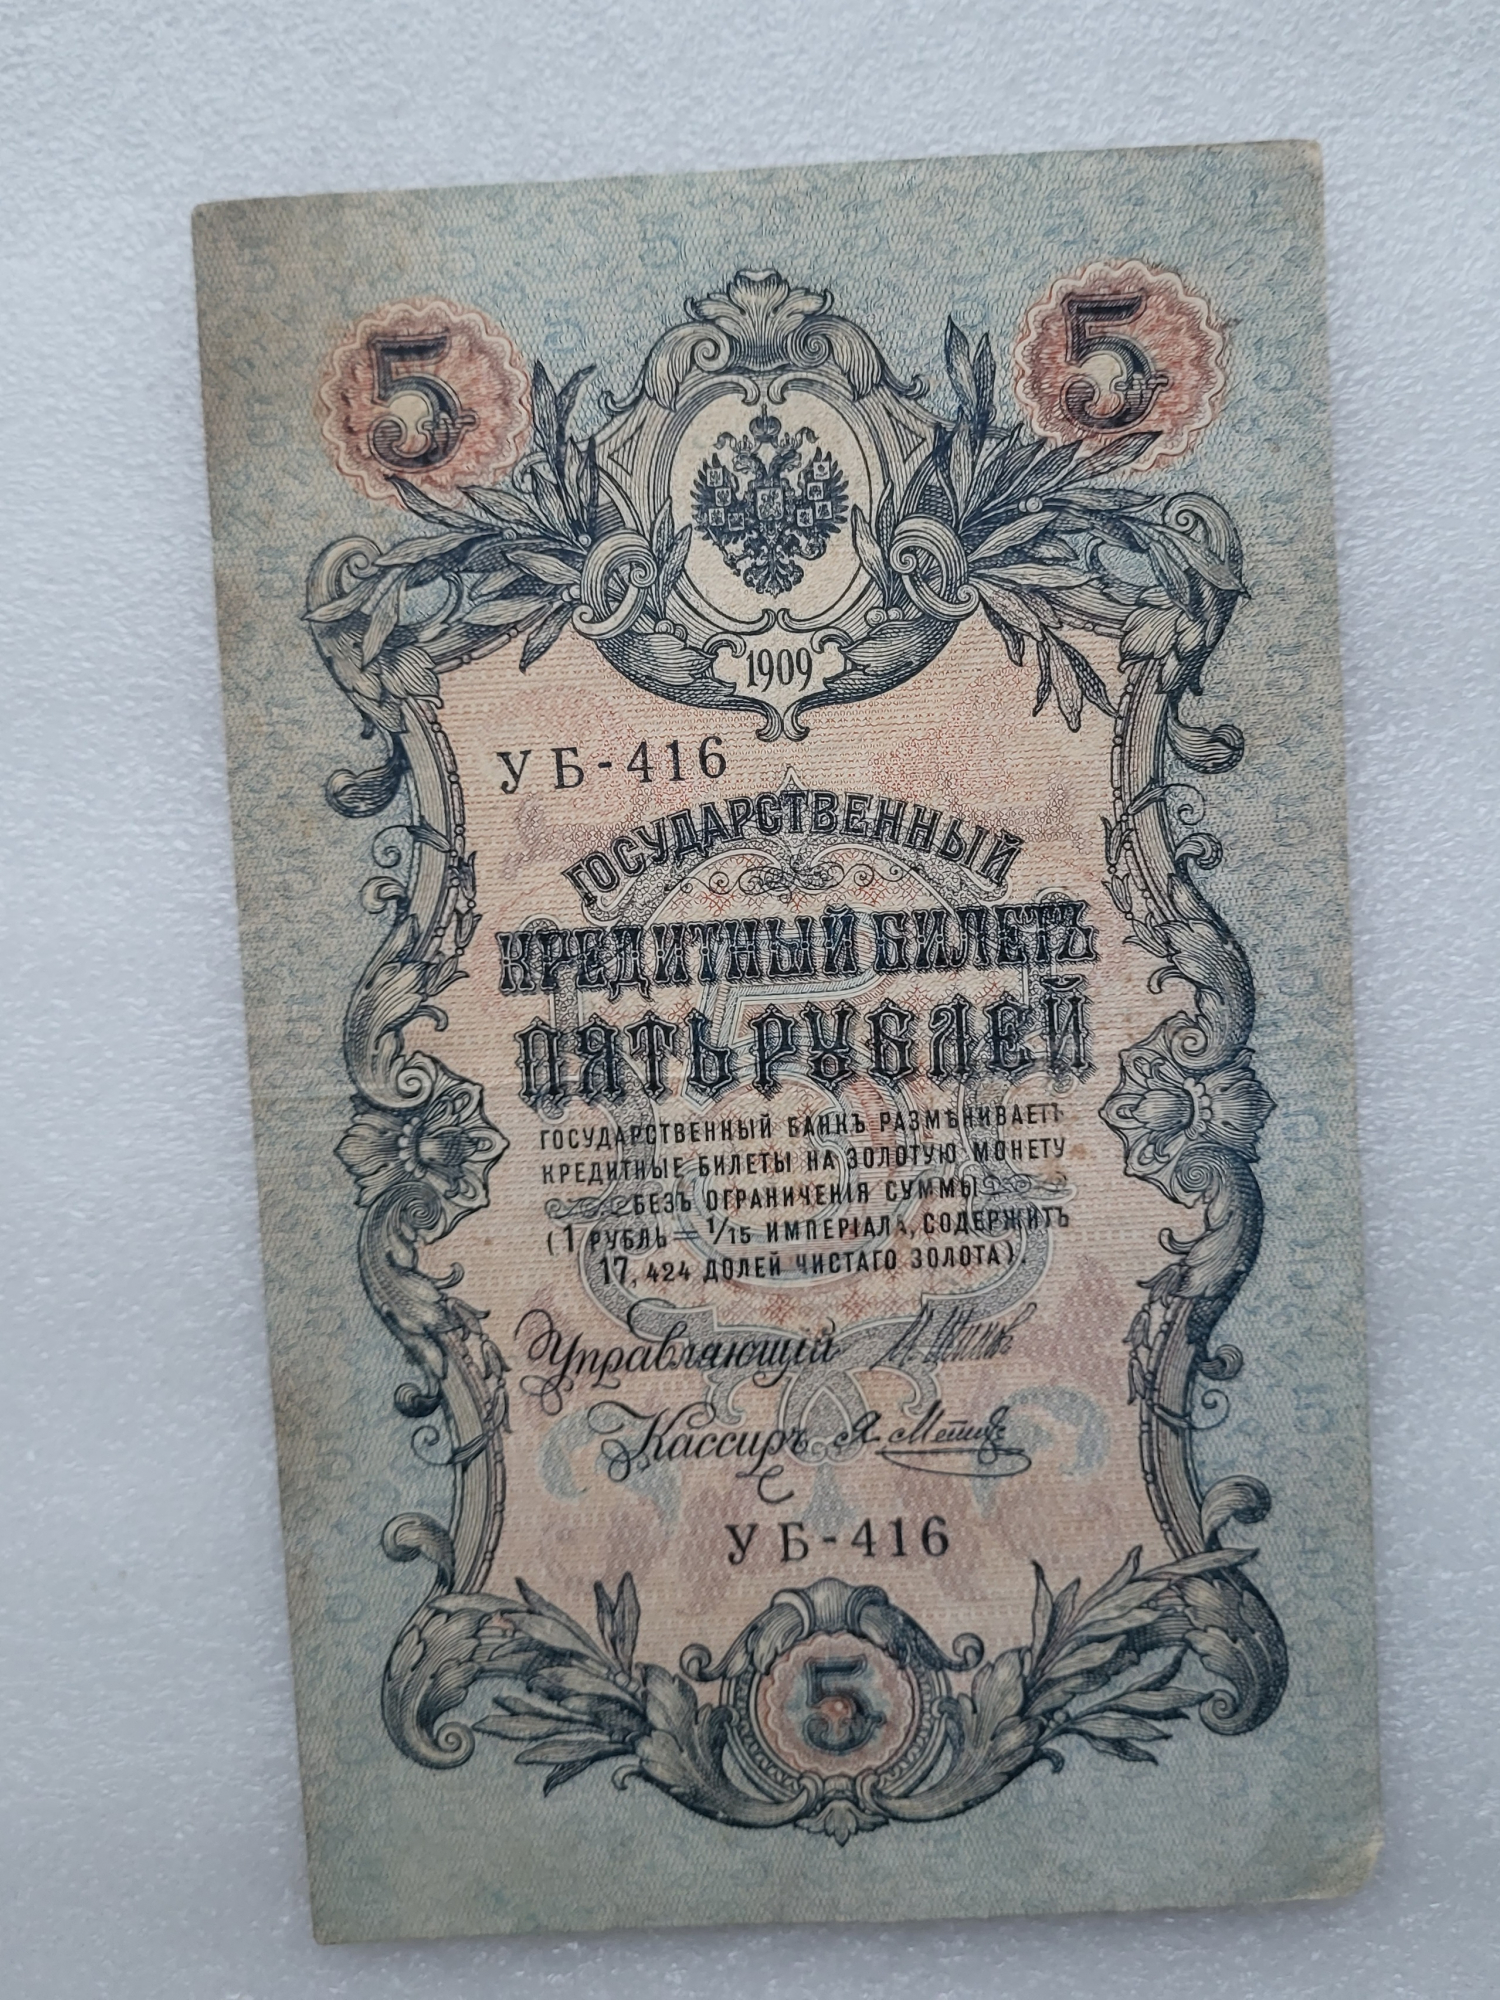 5 5
1909
УБ-416
ГОСУДАРСТВЕННЫЙ
КРЕДИТНЫЙ БИЛЕТЪ
ПЯТЬ РУБЛЕЙ
ГОСУДАРСТВЕННЫЙ БАНКЪ РАЗМѢНИВАЕТЪ
КРЕДИТНЫЕ БИЛЕТЫ НА ЗОЛОТУЮ МОНЕТУ
БЕЗЪ ОГРАНИЧЕНІЯ СУММЫ
(1 РУБЛЬ = 1/15 ИМПЕРІАЛА, СОДЕРЖИТЪ
17,424 ДОЛЕЙ ЧИСТАГО ЗОЛОТА).
Управляющій
Кассиръ
УБ-416
5